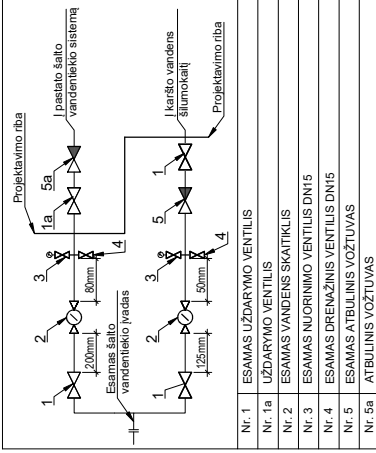 Projektavimo riba
Į pastato šalto
vandentiekio sistemą
5a
1a
3
4
80mm
2
200mm
1
Esamas šalto
vandentiekio įvadas
Į karšto vandens
šilumokaitį
Projektavimo riba
1
5
3
4
50mm
2
125mm
1
Nr. 1 ESAMAS UŽDARYMO VENTILIS
Nr. 1a UŽDARYMO VENTILIS
Nr. 2 ESAMAS VANDENS SKAITIKLIS
Nr. 3 ESAMAS NUORINIMO VENTILIS DN15
Nr. 4 ESAMAS DRENAŽINIS VENTILIS DN15
Nr. 5 ESAMAS ATBULINIS VOŽTUVAS
Nr. 5a ATBULINIS VOŽTUVAS